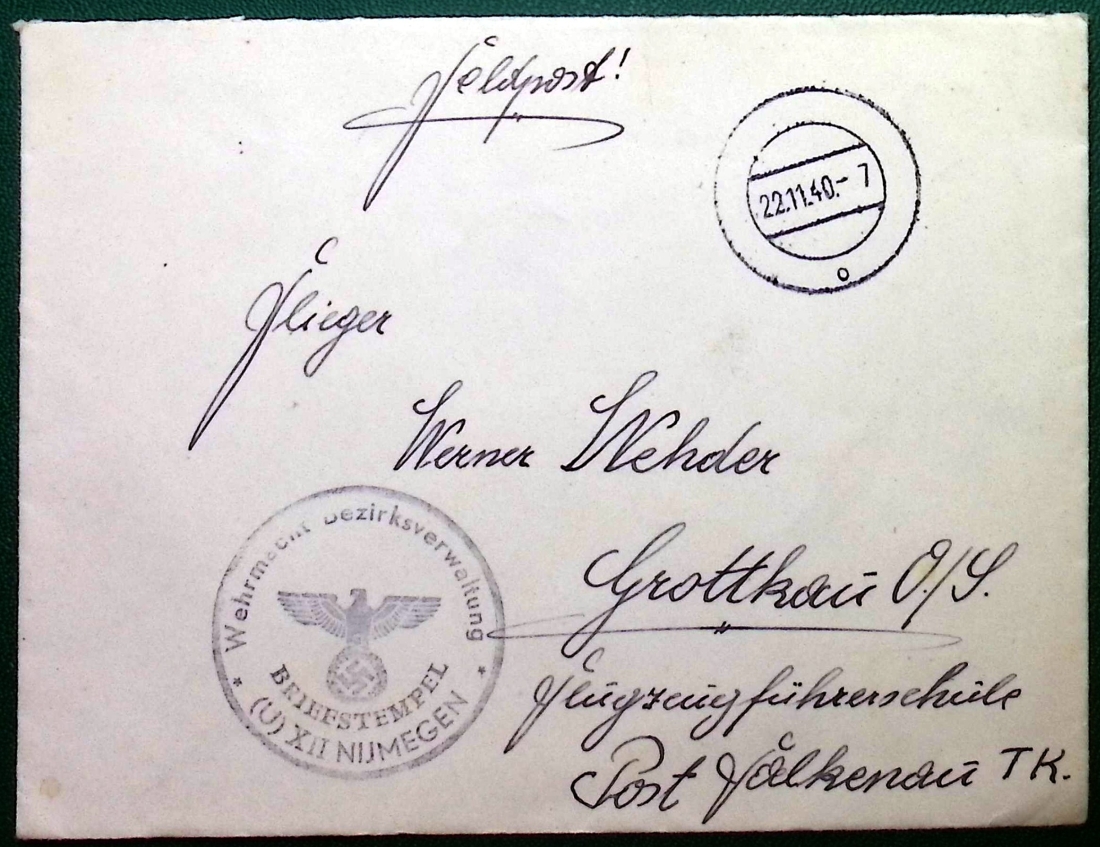 Feldpost!
22.11.40.- 7
o
Flieger
Werner Wehder
Grottkau O./S.
Flugzeugführerschule
Post Falkenau TK.
* Wehrmacht Bezirksverwaltung *
BRIEFSTEMPEL
(U) XII NIJMEGEN